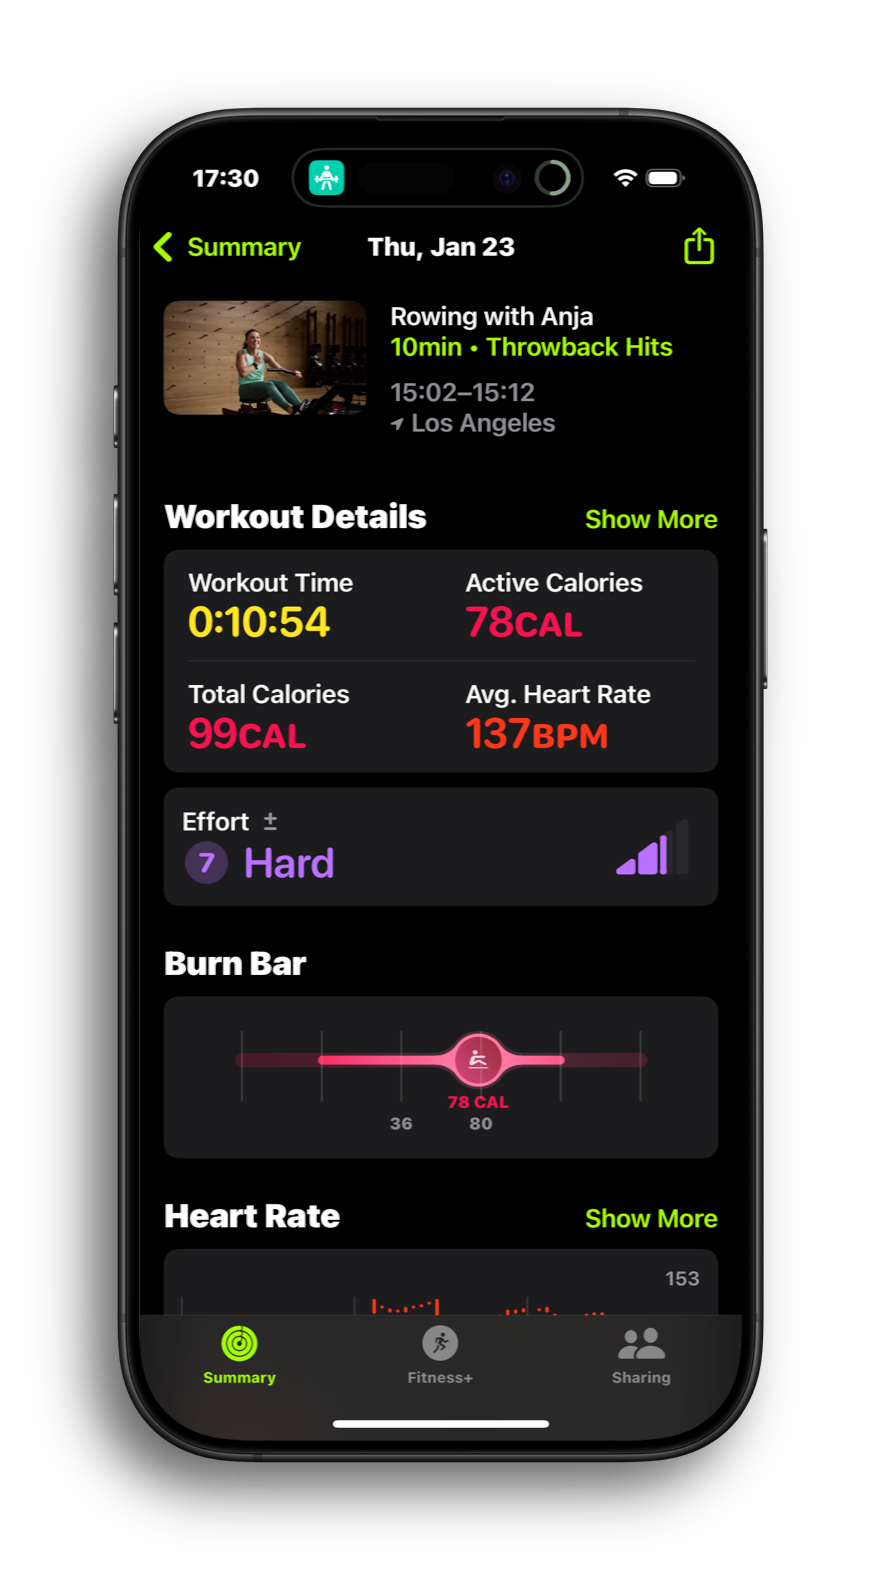 17:30
Summary
Thu, Jan 23
Rowing with Anja
10min • Throwback Hits
15:02–15:12
Los Angeles
Workout Details
Show More
Workout Time
Active Calories
0:10:54
78CAL
Total Calories
Avg. Heart Rate
99CAL
137BPM
Effort ±
7 Hard
Burn Bar
78 CAL
36
80
Heart Rate
Show More
153
Summary
Fitness+
Sharing